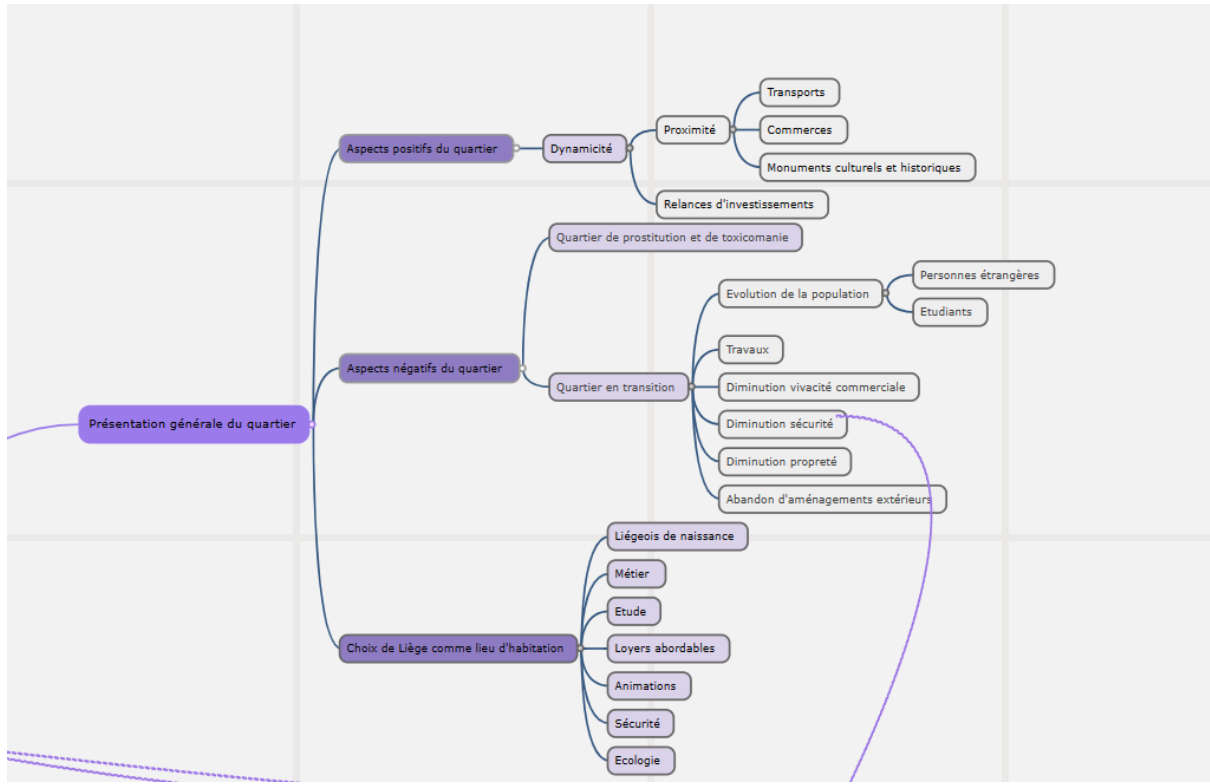 Présentation générale du quartier
Aspects positifs du quartier
Dynamicité
Proximité
Transports
Commerces
Monuments culturels et historiques
Relances d'investissements
Aspects négatifs du quartier
Quartier de prostitution et de toxicomanie
Quartier en transition
Evolution de la population
Personnes étrangères
Etudiants
Travaux
Diminution vivacité commerciale
Diminution sécurité
Diminution propreté
Abandon d'aménagements extérieurs
Choix de Liège comme lieu d'habitation
Liégeois de naissance
Métier
Etude
Loyers abordables
Animations
Sécurité
Ecologie